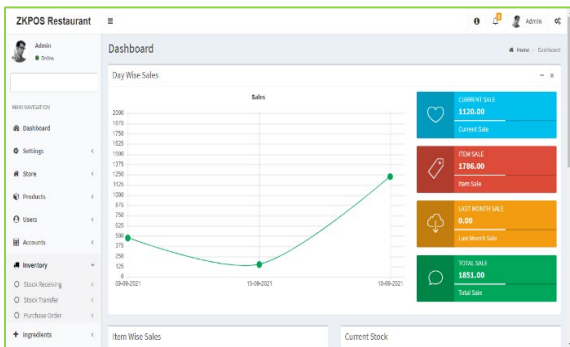 ZKPOS Restaurant
Admin
Admin
Online
Dashboard
Home > Dashboard
Day Wise Sales
Sales
2000
1875
1750
1625
1500
1375
1250
1125
1000
875
750
625
500
375
250
125
0
09-09-2021
18-09-2021
CURRENT SALE
1120.00
Current Sale
ITEM SALE
1786.00
Item Sale
LAST MONTH SALE
0.00
Last Month Sale
TOTAL SALE
1851.00
Total Sale
MAIN NAVIGATION
Dashboard
Settings
Store
Products
Users
Accounts
Inventory
Stock Receiving
Stock Transfer
Purchase Order
Ingredients
Item Wise Sales
Current Stock